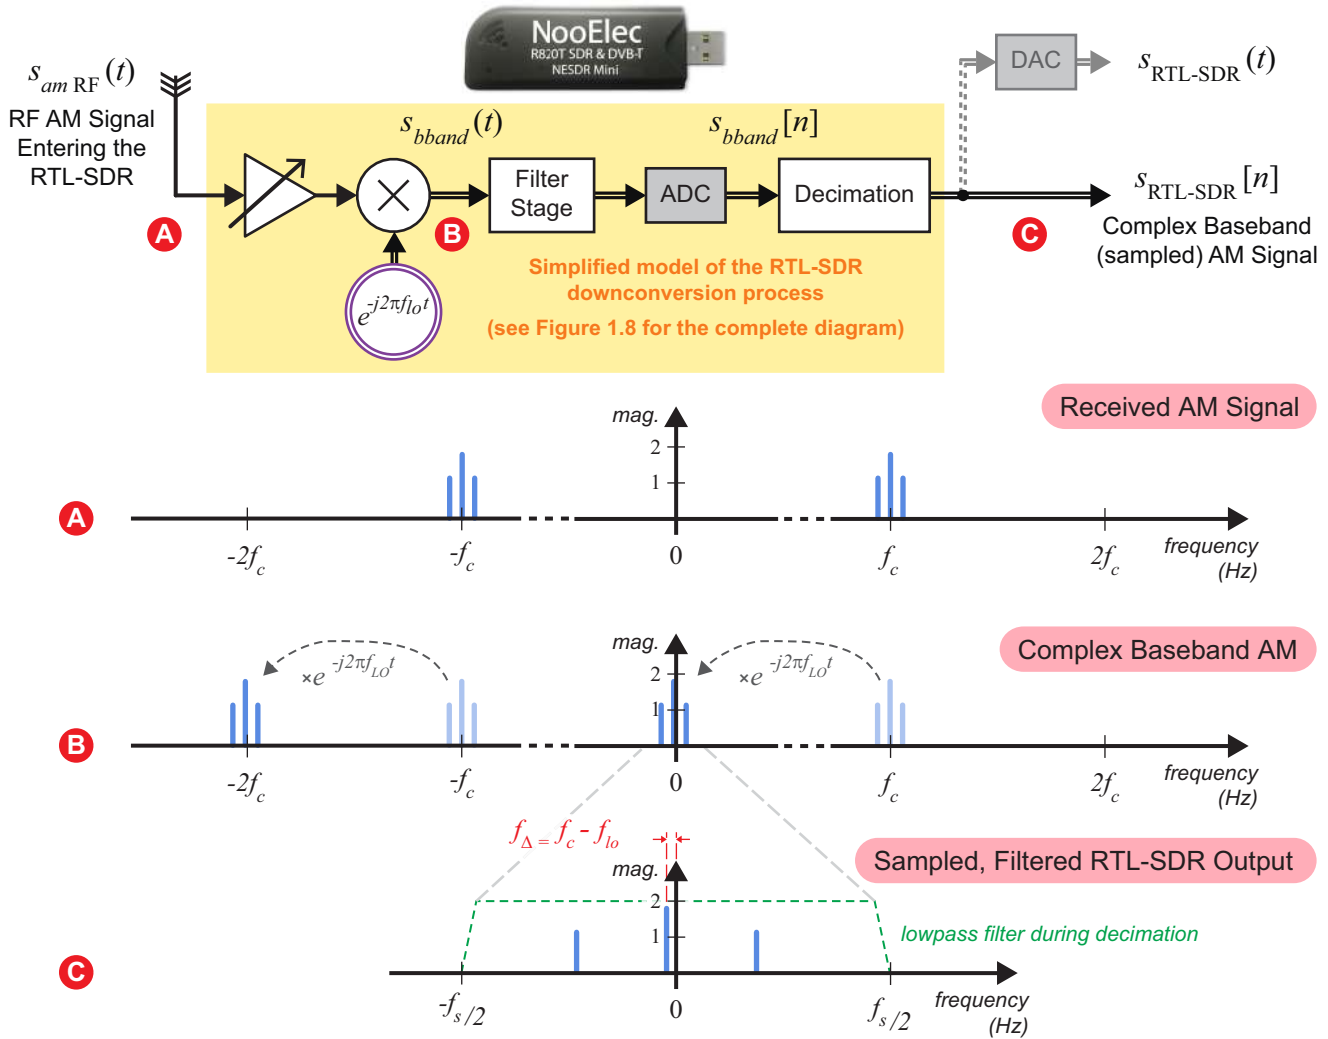 NooElec
R820T SDR & DVB-T
NESDR Mini
s_am RF(t)
RF AM Signal
Entering the
RTL-SDR
A
s_bband(t)
B
e^-j2πf_lo t
Filter
Stage
s_bband[n]
ADC
Decimation
Simplified model of the RTL-SDR
downconversion process
(see Figure 1.8 for the complete diagram)
DAC
s_RTL-SDR(t)
s_RTL-SDR[n]
C
Complex Baseband
(sampled) AM Signal
Received AM Signal
mag.
2
1
A
-2f_c
-f_c
0
f_c
2f_c
frequency
(Hz)
Complex Baseband AM
mag.
×e^-j2πf_LO t
×e^-j2πf_LO t
2
1
B
-2f_c
-f_c
0
f_c
2f_c
frequency
(Hz)
f_Δ = f_c - f_lo
Sampled, Filtered RTL-SDR Output
mag.
2
1
lowpass filter during decimation
C
-f_s/2
0
f_s/2
frequency
(Hz)